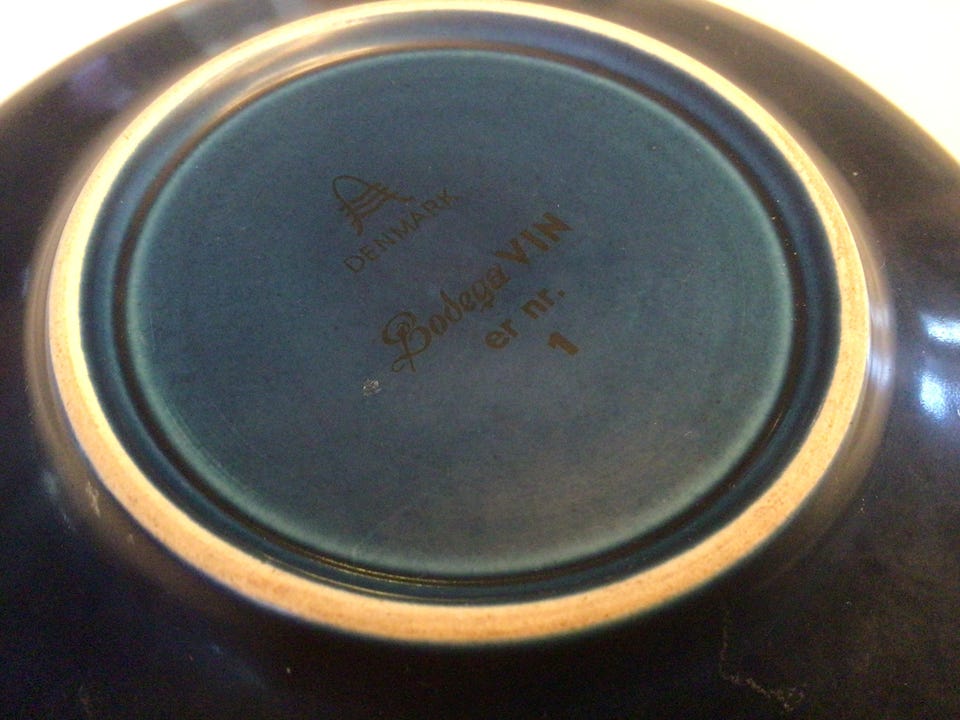 DENMARK
Bodega VIN
er nr.
1